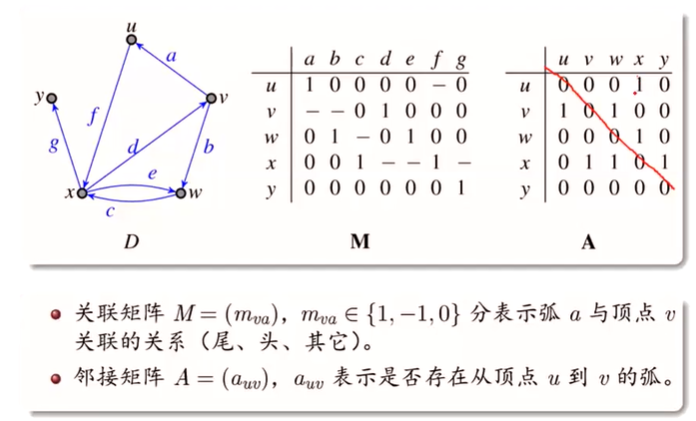 u
a
y
v
f
g
d
b
e
x
w
c
D
a b c d e f g
u 1 0 0 0 0 − 0
v − − 0 1 0 0 0
w 0 1 − 0 1 0 0
x 0 0 1 − − 1 −
y 0 0 0 0 0 0 1
M
u v w x y
u 0 0 0 1 0
v 1 0 1 0 0
w 0 0 0 1 0
x 0 1 1 0 1
y 0 0 0 0 0
A
关联矩阵 M = (m_{va}), m_{va} ∈ {1, −1, 0} 分表示弧 a 与顶点 v
关联的关系（尾、头、其它）。
邻接矩阵 A = (a_{uv}), a_{uv} 表示是否存在从顶点 u 到 v 的弧。